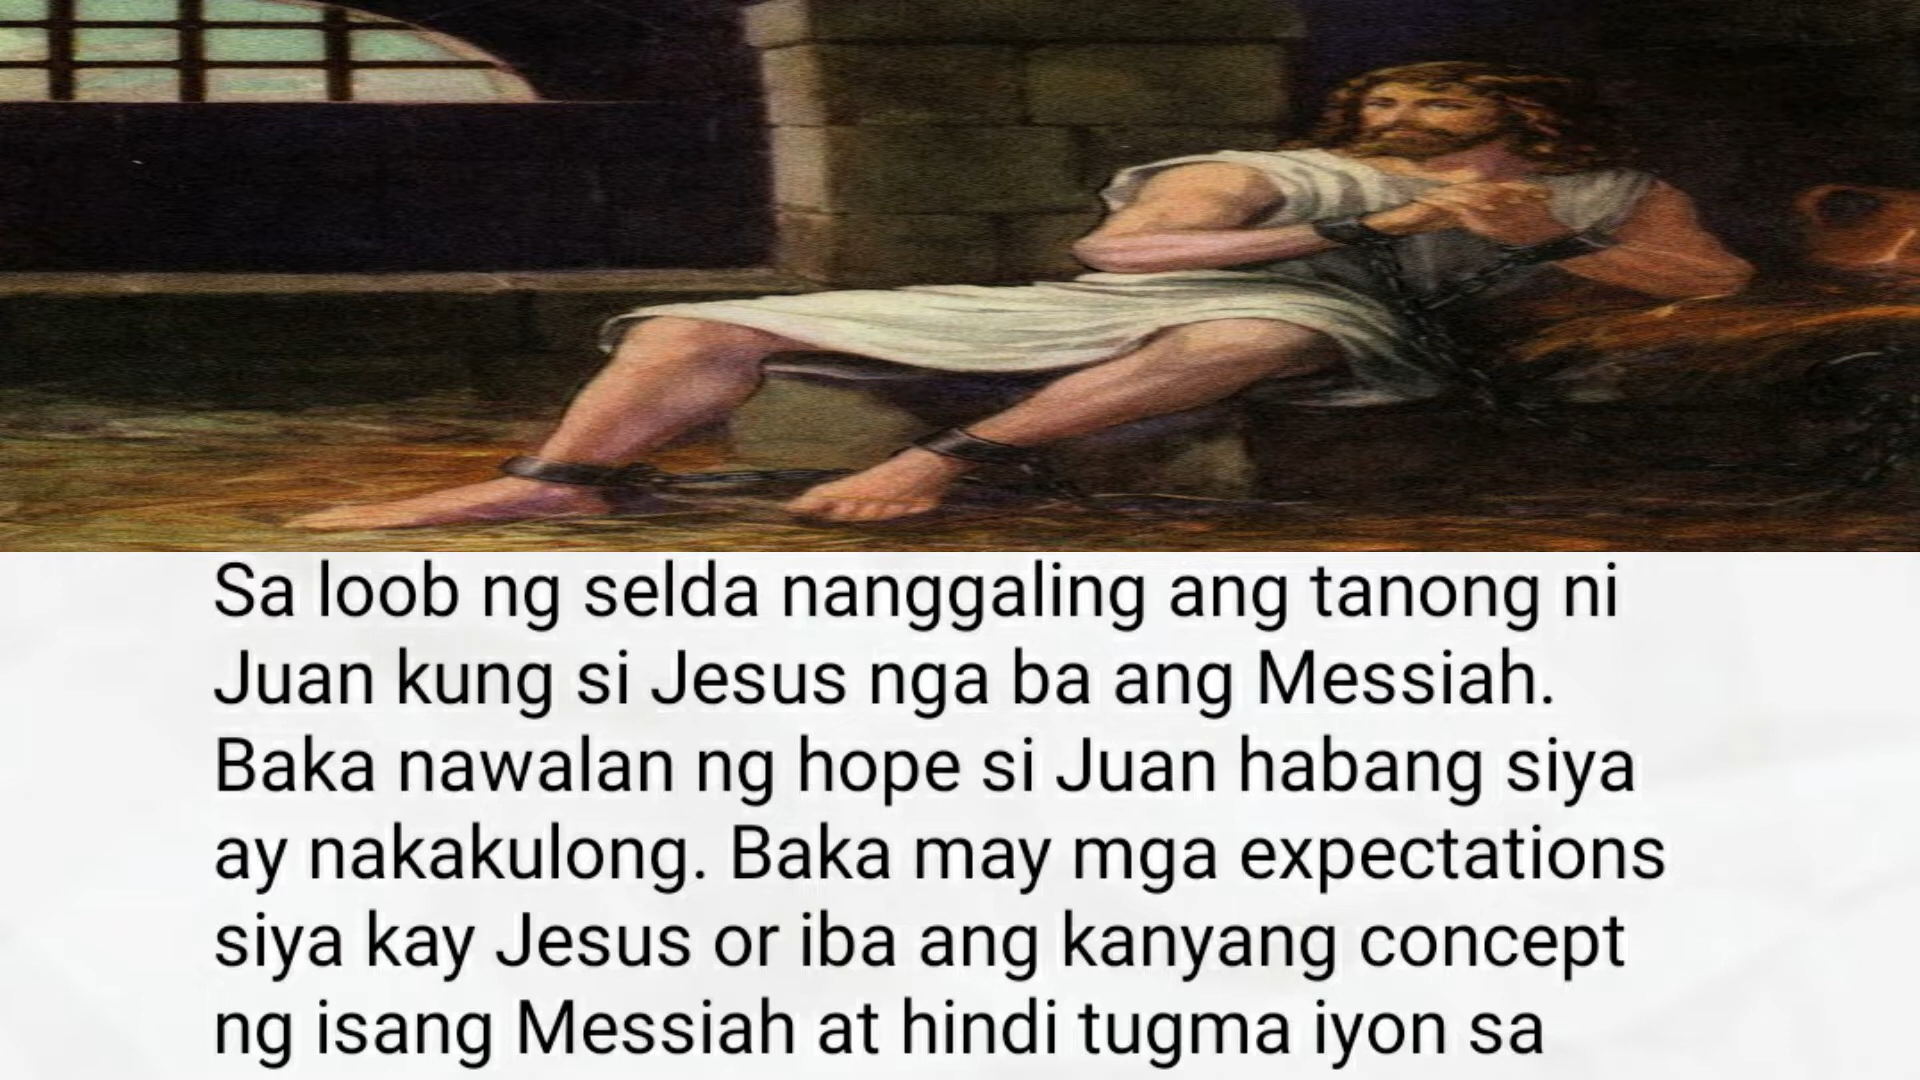 Sa loob ng selda nanggaling ang tanong ni
Juan kung si Jesus nga ba ang Messiah.
Baka nawalan ng hope si Juan habang siya
ay nakakulong. Baka may mga expectations
siya kay Jesus or iba ang kanyang concept
ng isang Messiah at hindi tugma iyon sa